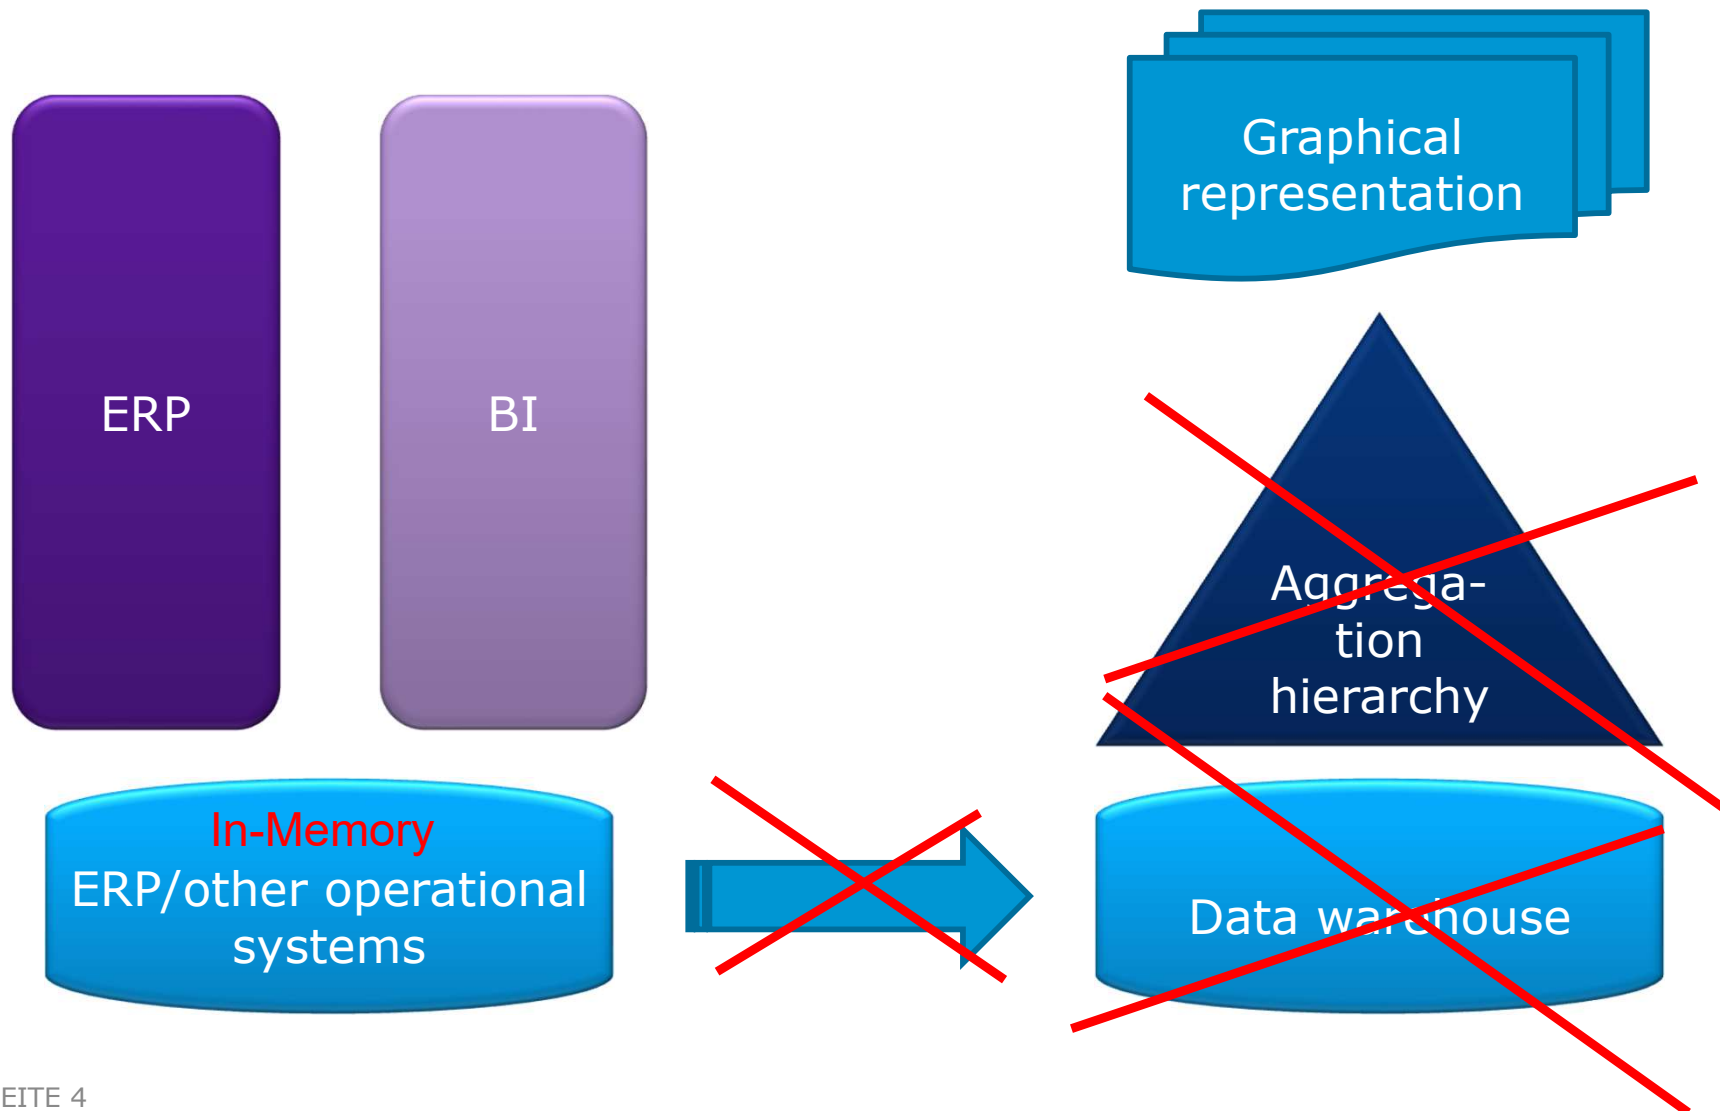 Graphical
representation
ERP
BI
Aggrega-
tion
hierarchy
In-Memory
ERP/other operational
systems
Data warehouse
EITE 4